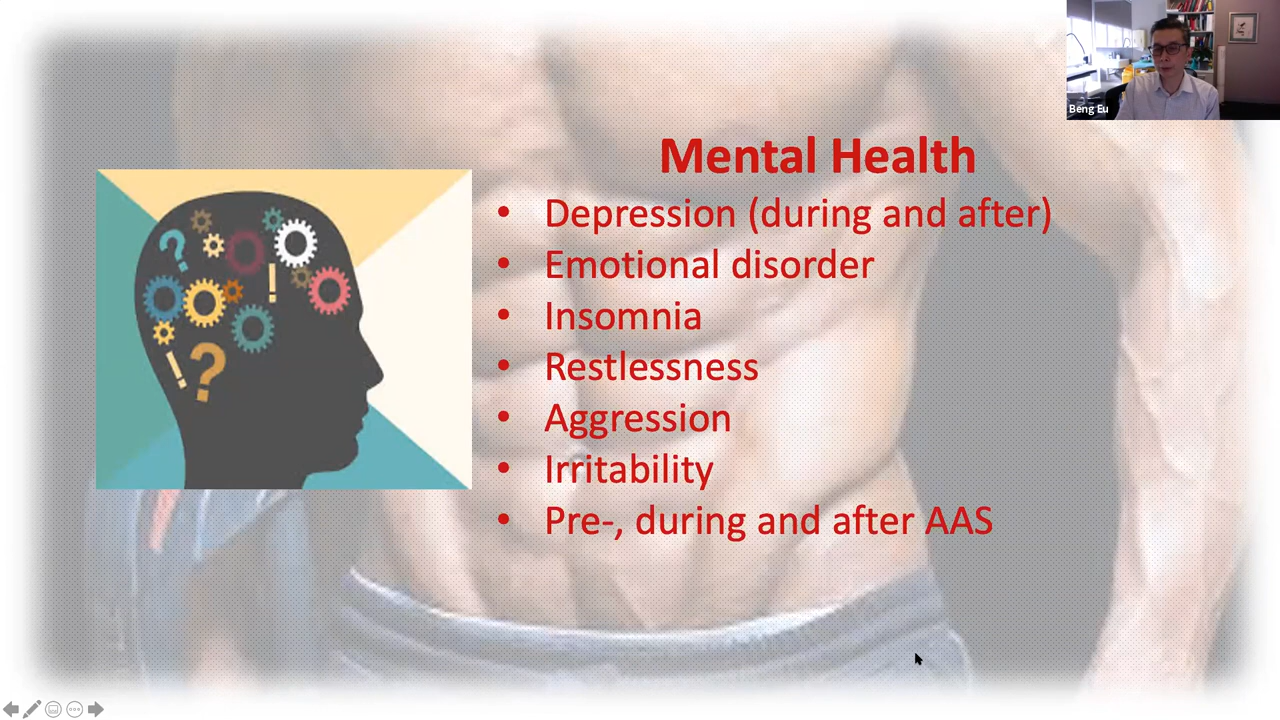 Beng Eu
Mental Health
• Depression (during and after)
• Emotional disorder
• Insomnia
• Restlessness
• Aggression
• Irritability
• Pre-, during and after AAS
? ! ! ?